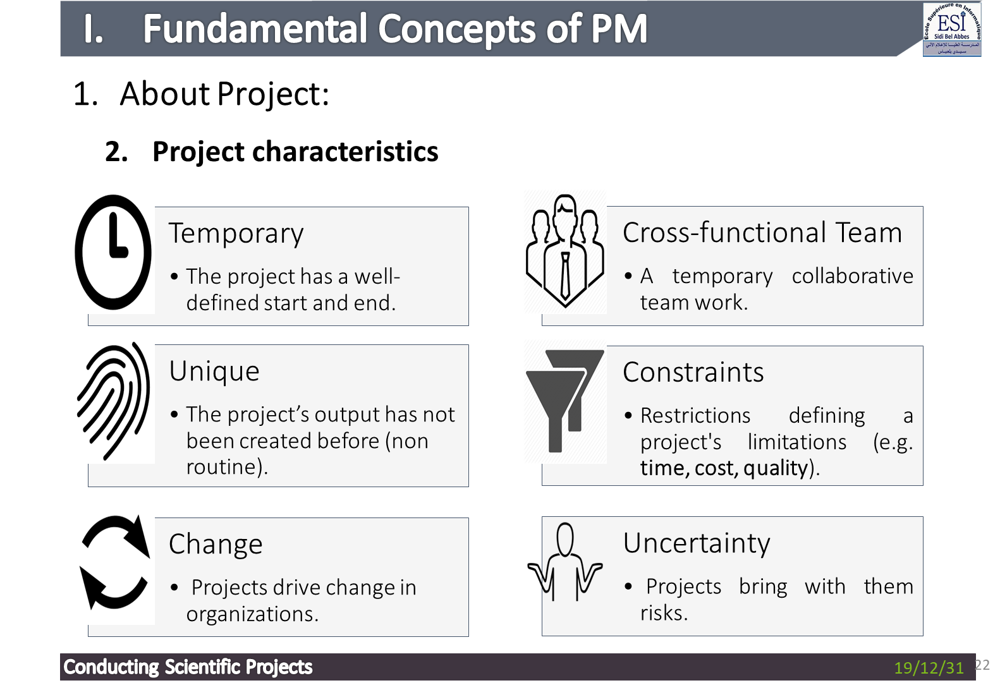 I. Fundamental Concepts of PM
Ecole Supérieure en Informatique
ESI
Sidi Bel Abbes
المدرسة العليا للإعلام الآلي
سيدي بلعباس
1. About Project:
2. Project characteristics
Temporary
• The project has a well-
defined start and end.
Cross-functional Team
• A temporary collaborative
team work.
Unique
• The project’s output has not
been created before (non
routine).
Constraints
• Restrictions defining a
project's limitations (e.g.
time, cost, quality).
Change
• Projects drive change in
organizations.
Uncertainty
• Projects bring with them
risks.
Conducting Scientific Projects
19/12/31
22